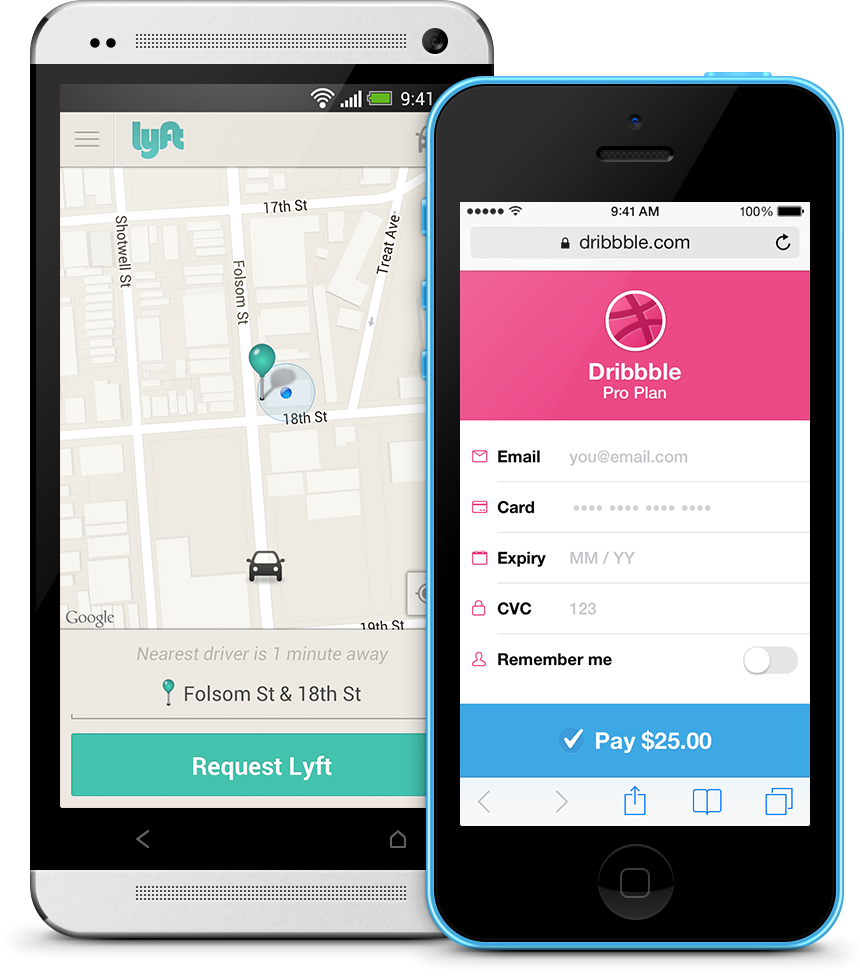 9:41
lyft
17th St
Shotwell St
Folsom St
Treat Ave
18th St
Google
19th St
Nearest driver is 1 minute away
Folsom St & 18th St
Request Lyft
9:41 AM
100%
dribbble.com
Dribbble
Pro Plan
Email you@email.com
Card •••• •••• •••• ••••
Expiry MM / YY
CVC 123
Remember me
Pay $25.00